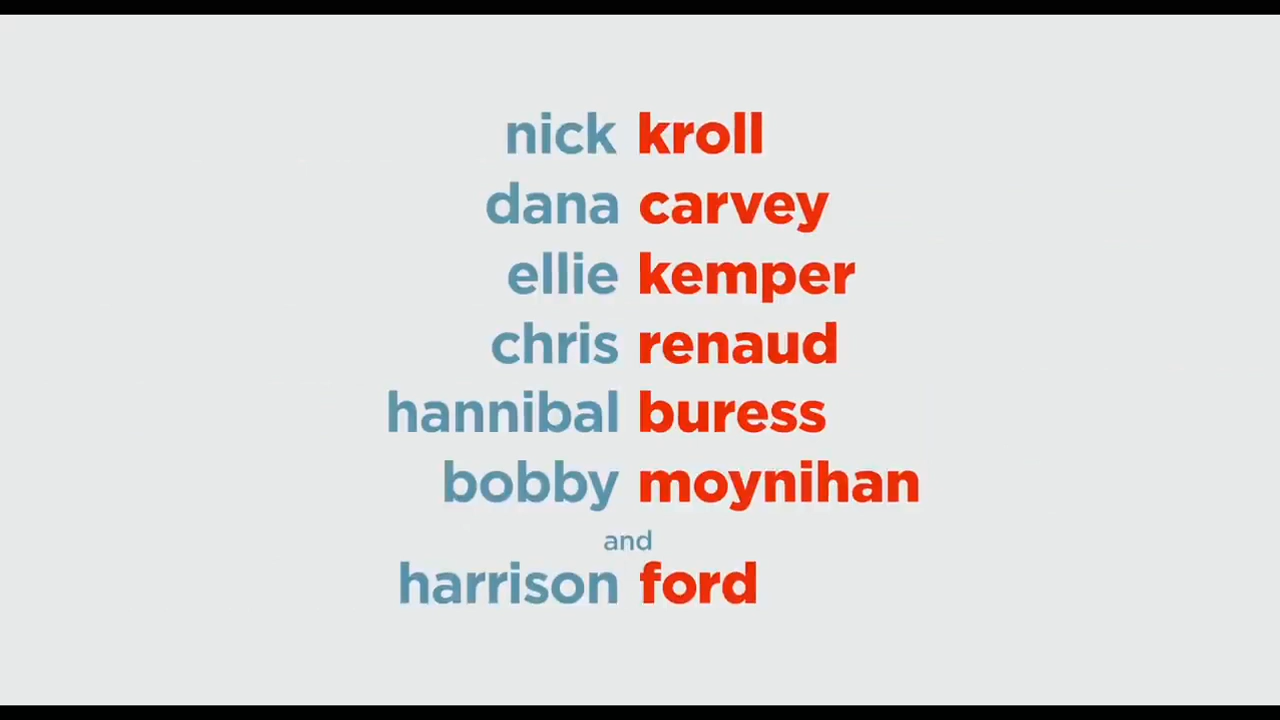 nick kroll
dana carvey
ellie kemper
chris renaud
hannibal buress
bobby moynihan
and
harrison ford